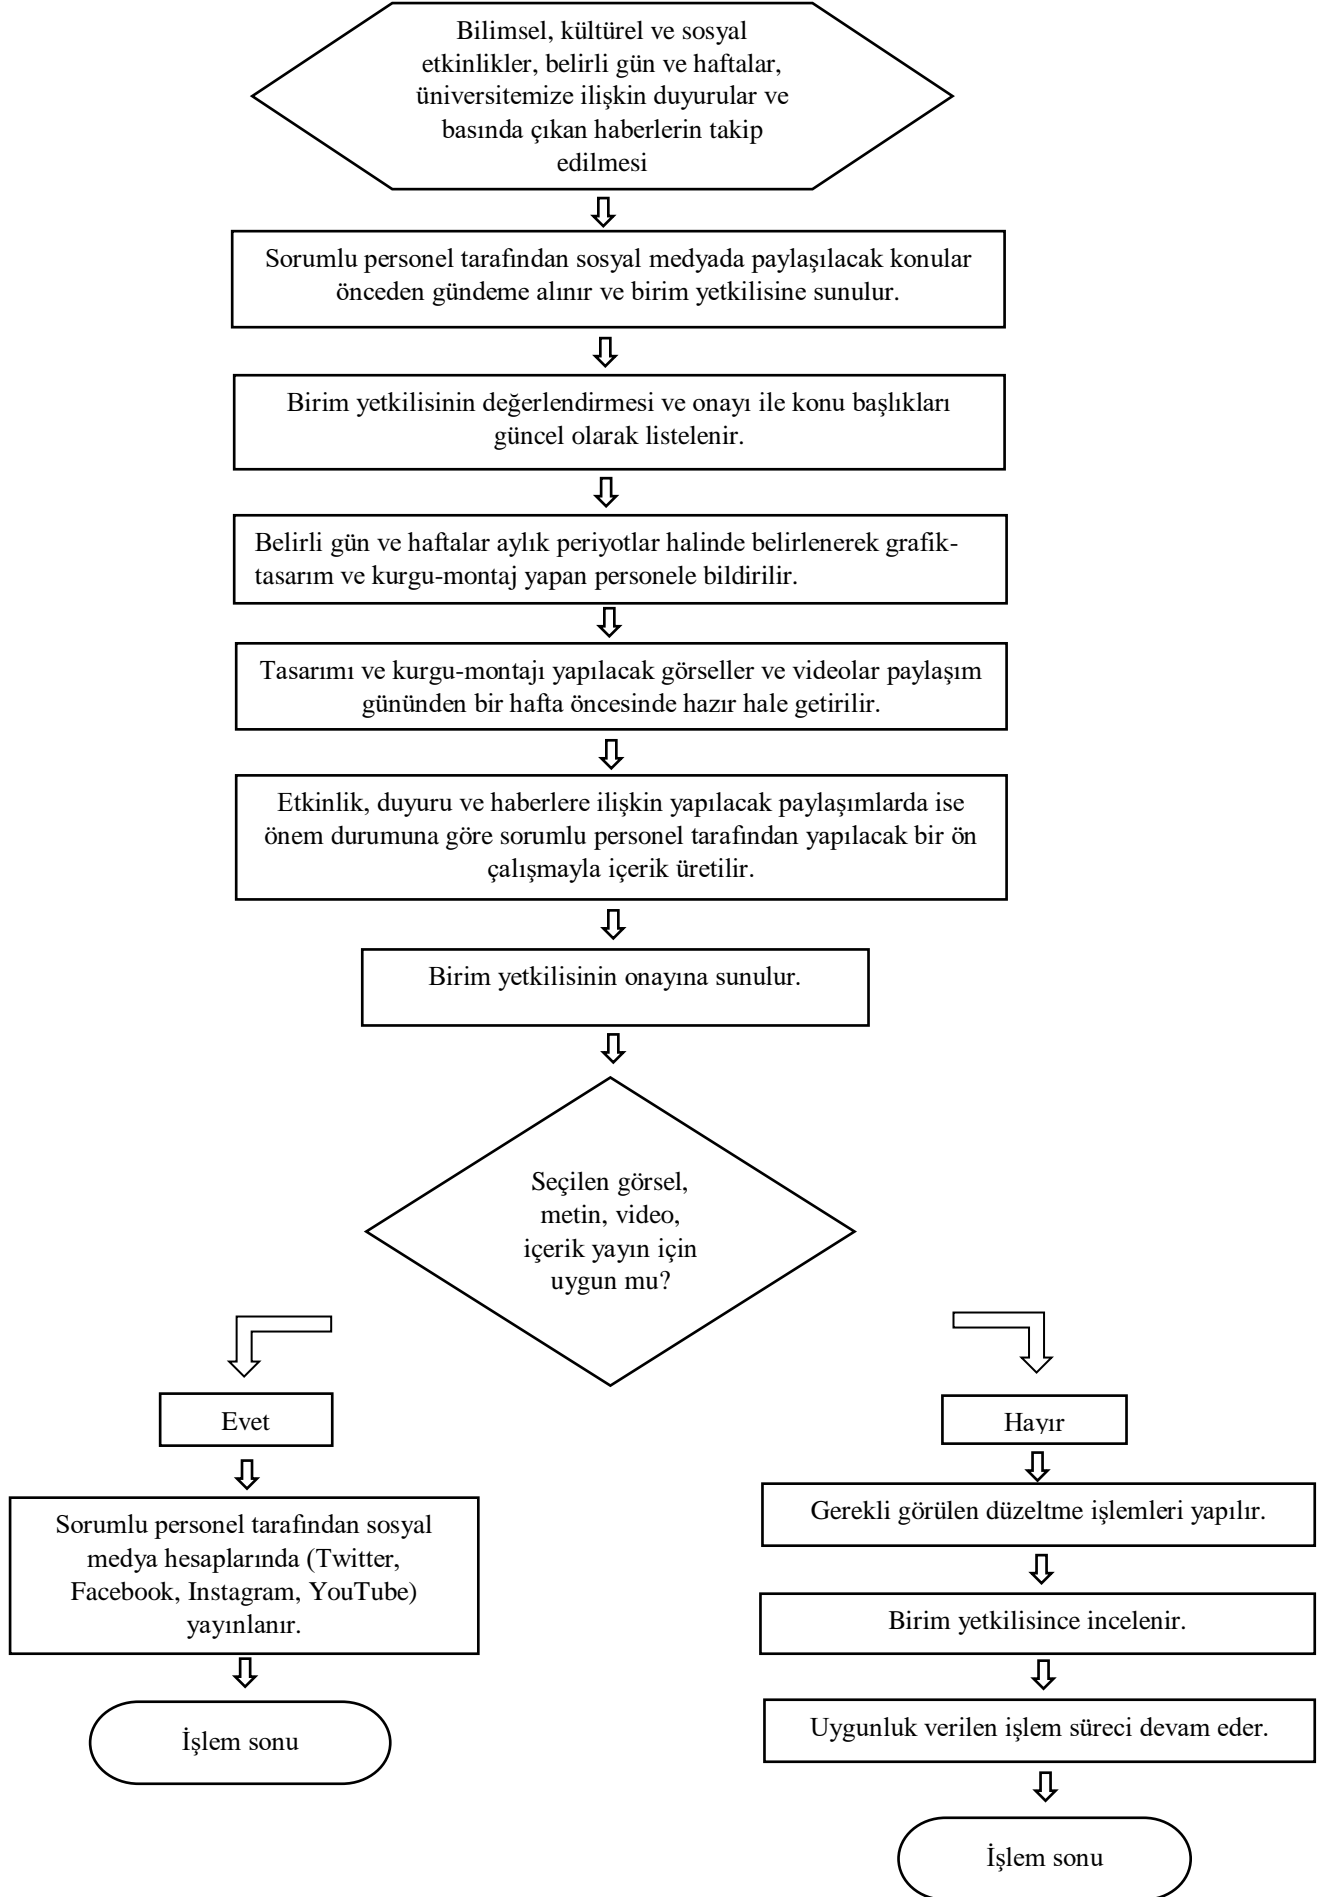 Bilimsel, kültürel ve sosyal
etkinlikler, belirli gün ve haftalar,
üniversitemize ilişkin duyurular ve
basında çıkan haberlerin takip
edilmesi
Sorumlu personel tarafından sosyal medyada paylaşılacak konular
önceden gündeme alınır ve birim yetkilisine sunulur.
Birim yetkilisinin değerlendirmesi ve onayı ile konu başlıkları
güncel olarak listelenir.
Belirli gün ve haftalar aylık periyotlar halinde belirlenerek grafik-
tasarım ve kurgu-montaj yapan personele bildirilir.
Tasarımı ve kurgu-montajı yapılacak görseller ve videolar paylaşım
gününden bir hafta öncesinde hazır hale getirilir.
Etkinlik, duyuru ve haberlere ilişkin yapılacak paylaşımlarda ise
önem durumuna göre sorumlu personel tarafından yapılacak bir ön
çalışmayla içerik üretilir.
Birim yetkilisinin onayına sunulur.
Seçilen görsel,
metin, video,
içerik yayın için
uygun mu?
Evet
Sorumlu personel tarafından sosyal
medya hesaplarında (Twitter,
Facebook, Instagram, YouTube)
yayınlanır.
İşlem sonu
Hayır
Gerekli görülen düzeltme işlemleri yapılır.
Birim yetkilisince incelenir.
Uygunluk verilen işlem süreci devam eder.
İşlem sonu